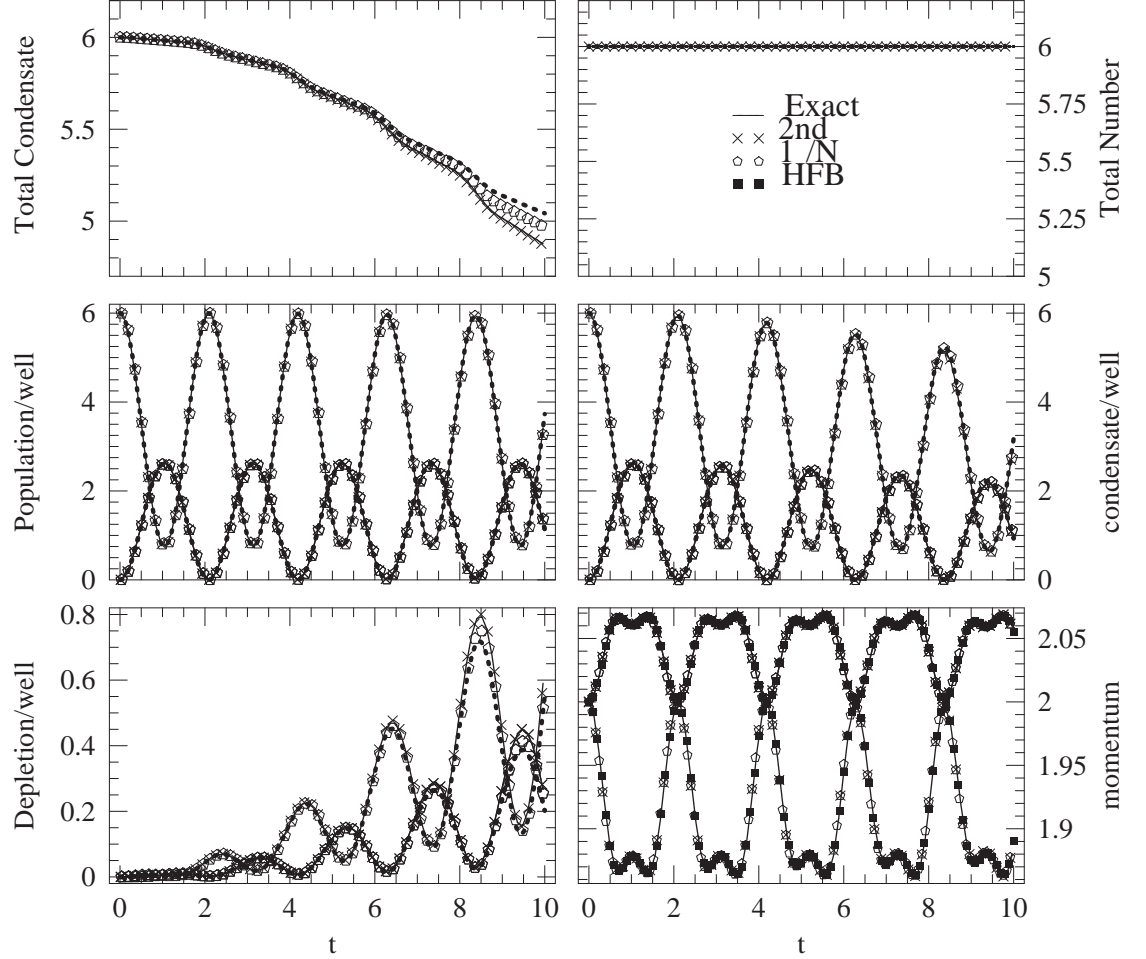 Total Condensate
6
5.5
5
Exact
2nd
1 /N
HFB
6
5.75
5.5
5.25
5
Total Number
Population/well
6
4
2
0
6
4
2
0
condensate/well
Depletion/well
0.8
0.6
0.4
0.2
0
2.05
2
1.95
1.9
momentum
0 2 4 6 8 10
0 2 4 6 8 10
t
t